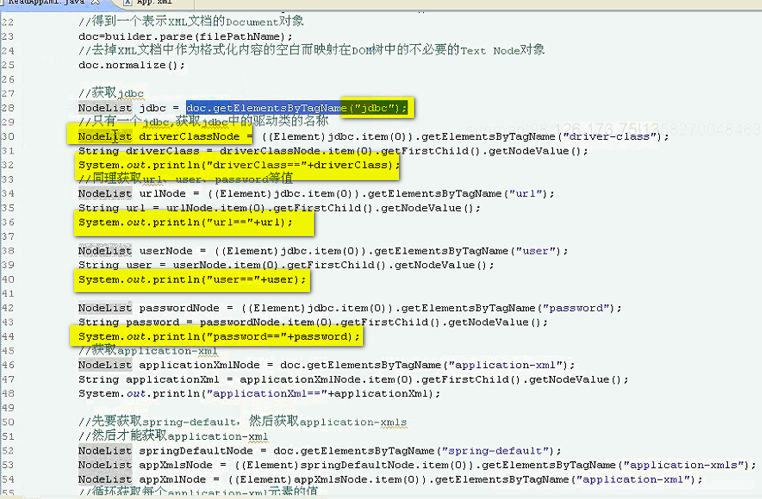 ReadAppXml.java App.xml
22 //得到一个表示XML文档的Document对象
23 doc=builder.parse(filePathName);
24 //去掉XML文档中作为格式化内容的空白而映射在DOM树中的不必要的Text Node对象
25 doc.normalize();
26
27 //获取jdbc
28 NodeList jdbc = doc.getElementsByTagName("jdbc");
29 //只有一个jdbc,获取jdbc中的驱动类的名称
30 NodeList driverClassNode = ((Element)jdbc.item(0)).getElementsByTagName("driver-class");
31 String driverClass = driverClassNode.item(0).getFirstChild().getNodeValue();
32 System.out.println("driverClass=="+driverClass);
33 //同理获取url、user、password等值
34 NodeList urlNode = ((Element)jdbc.item(0)).getElementsByTagName("url");
35 String url = urlNode.item(0).getFirstChild().getNodeValue();
36 System.out.println("url=="+url);
37
38 NodeList userNode = ((Element)jdbc.item(0)).getElementsByTagName("user");
39 String user = userNode.item(0).getFirstChild().getNodeValue();
40 System.out.println("user=="+user);
41
42 NodeList passwordNode = ((Element)jdbc.item(0)).getElementsByTagName("password");
43 String password = passwordNode.item(0).getFirstChild().getNodeValue();
44 System.out.println("password=="+password);
45 //获取application-xml
46 NodeList applicationXmlNode = doc.getElementsByTagName("application-xml");
47 String applicationXml = applicationXmlNode.item(0).getFirstChild().getNodeValue();
48 System.out.println("applicationXml=="+applicationXml);
49
50 //先要获取spring-default, 然后获取application-xmls
51 //然后才能获取application-xml
52 NodeList springDefaultNode = doc.getElementsByTagName("spring-default");
53 NodeList appXmlsNode = ((Element)springDefaultNode.item(0)).getElementsByTagName("application-xmls");
54 NodeList appXmlNode = ((Element)appXmlsNode.item(0)).getElementsByTagName("application-xml");
55 //循环获取每个application-xml元素的值